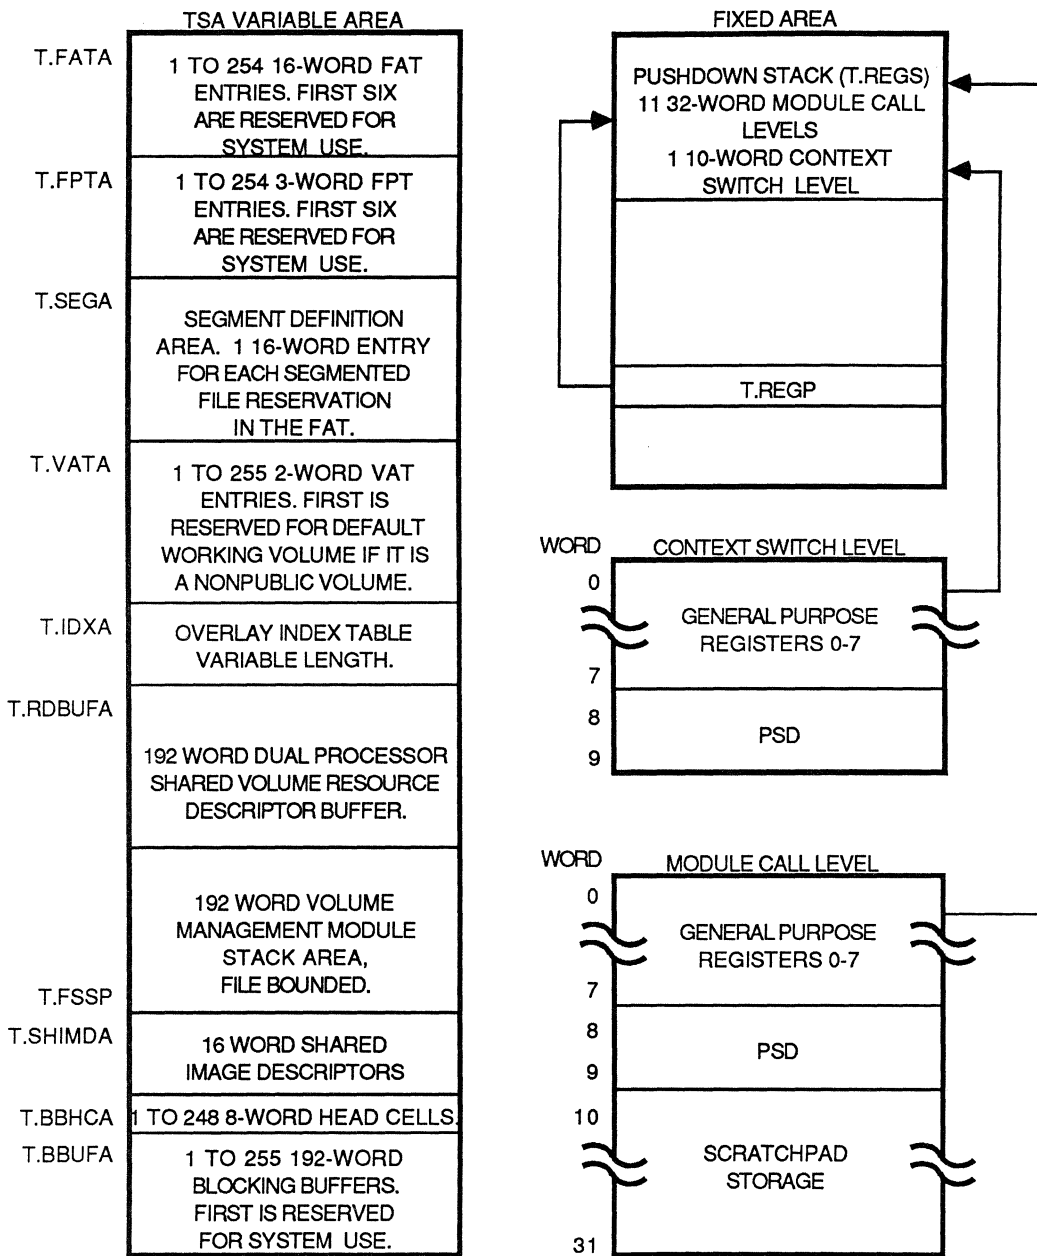 TSA VARIABLE AREA
T.FATA
1 TO 254 16-WORD FAT
ENTRIES. FIRST SIX
ARE RESERVED FOR
SYSTEM USE.
T.FPTA
1 TO 254 3-WORD FPT
ENTRIES. FIRST SIX
ARE RESERVED FOR
SYSTEM USE.
T.SEGA
SEGMENT DEFINITION
AREA. 1 16-WORD ENTRY
FOR EACH SEGMENTED
FILE RESERVATION
IN THE FAT.
T.VATA
1 TO 255 2-WORD VAT
ENTRIES. FIRST IS
RESERVED FOR DEFAULT
WORKING VOLUME IF IT IS
A NONPUBLIC VOLUME.
T.IDXA
OVERLAY INDEX TABLE
VARIABLE LENGTH.
T.RDBUFA
192 WORD DUAL PROCESSOR
SHARED VOLUME RESOURCE
DESCRIPTOR BUFFER.
192 WORD VOLUME
MANAGEMENT MODULE
STACK AREA,
FILE BOUNDED.
T.FSSP
T.SHIMDA
16 WORD SHARED
IMAGE DESCRIPTORS
T.BBHCA
1 TO 248 8-WORD HEAD CELLS.
T.BBUFA
1 TO 255 192-WORD
BLOCKING BUFFERS.
FIRST IS RESERVED
FOR SYSTEM USE.
FIXED AREA
PUSHDOWN STACK (T.REGS)
11 32-WORD MODULE CALL
LEVELS
1 10-WORD CONTEXT
SWITCH LEVEL
T.REGP
WORD
CONTEXT SWITCH LEVEL
0
GENERAL PURPOSE
REGISTERS 0-7
7
8
PSD
9
WORD
MODULE CALL LEVEL
0
GENERAL PURPOSE
REGISTERS 0-7
7
8
PSD
9
10
SCRATCHPAD
STORAGE
31